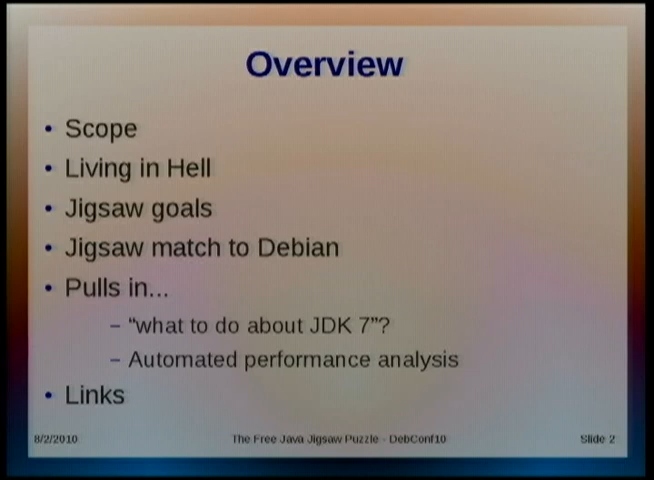 Overview
• Scope
• Living in Hell
• Jigsaw goals
• Jigsaw match to Debian
• Pulls in...
– “what to do about JDK 7”?
– Automated performance analysis
• Links
8/2/2010 The Free Java Jigsaw Puzzle - DebConf10 Slide 2